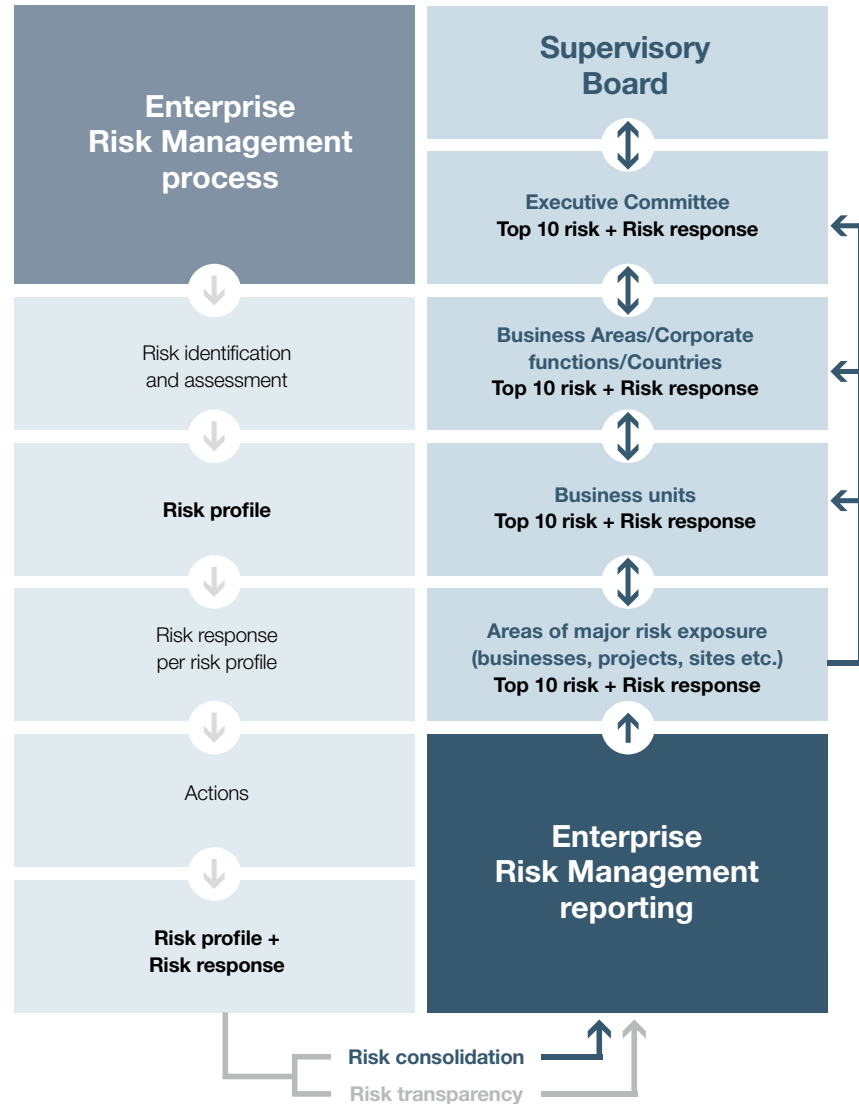 Enterprise
Risk Management
process
Risk identification
and assessment
Risk profile
Risk response
per risk profile
Actions
Risk profile +
Risk response
Supervisory
Board
Executive Committee
Top 10 risk + Risk response
Business Areas/Corporate
functions/Countries
Top 10 risk + Risk response
Business units
Top 10 risk + Risk response
Areas of major risk exposure
(businesses, projects, sites etc.)
Top 10 risk + Risk response
Enterprise
Risk Management
reporting
Risk consolidation
Risk transparency